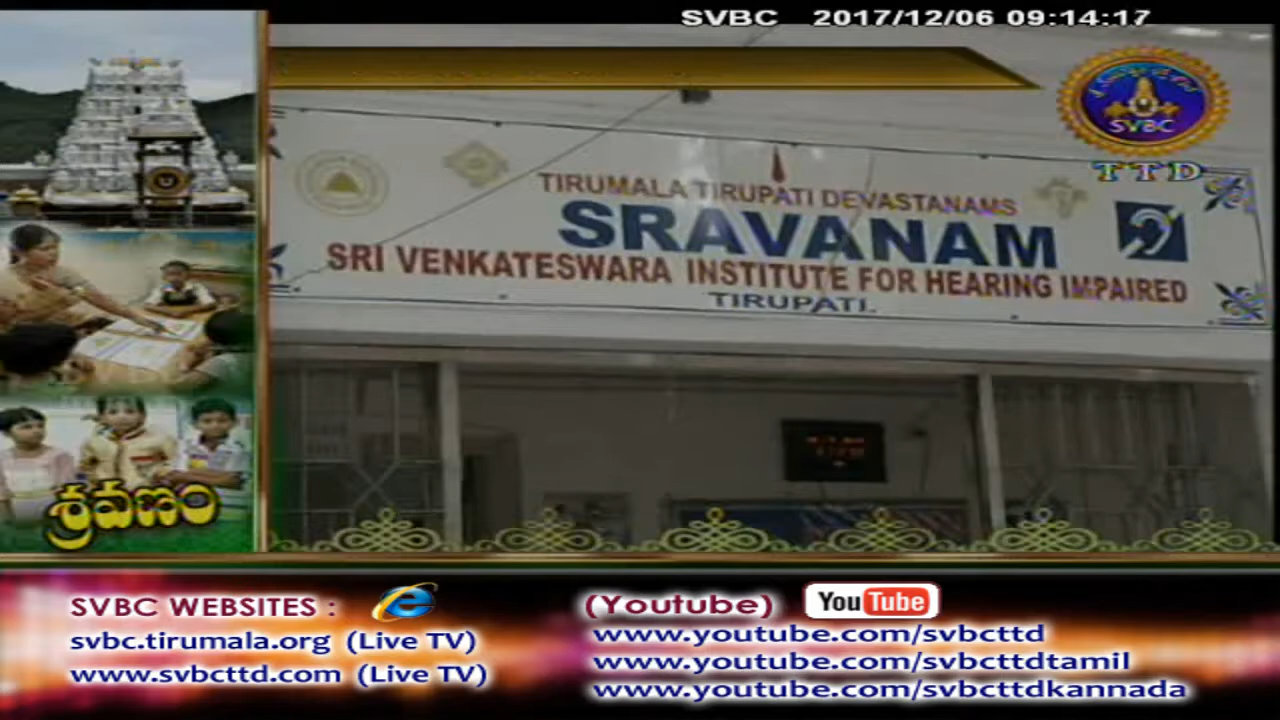 SVBC 2017/12/06 09:14:17
SVBC
TTD
TIRUMALA TIRUPATI DEVASTANAMS
SRAVANAM
SRI VENKATESWARA INSTITUTE FOR HEARING IMPAIRED
TIRUPATI.
శ్రవణం
SVBC WEBSITES :
svbc.tirumala.org (Live TV)
www.svbcttd.com (Live TV)
(Youtube) YouTube
www.youtube.com/svbcttd
www.youtube.com/svbcttdtamil
www.youtube.com/svbcttdkannada